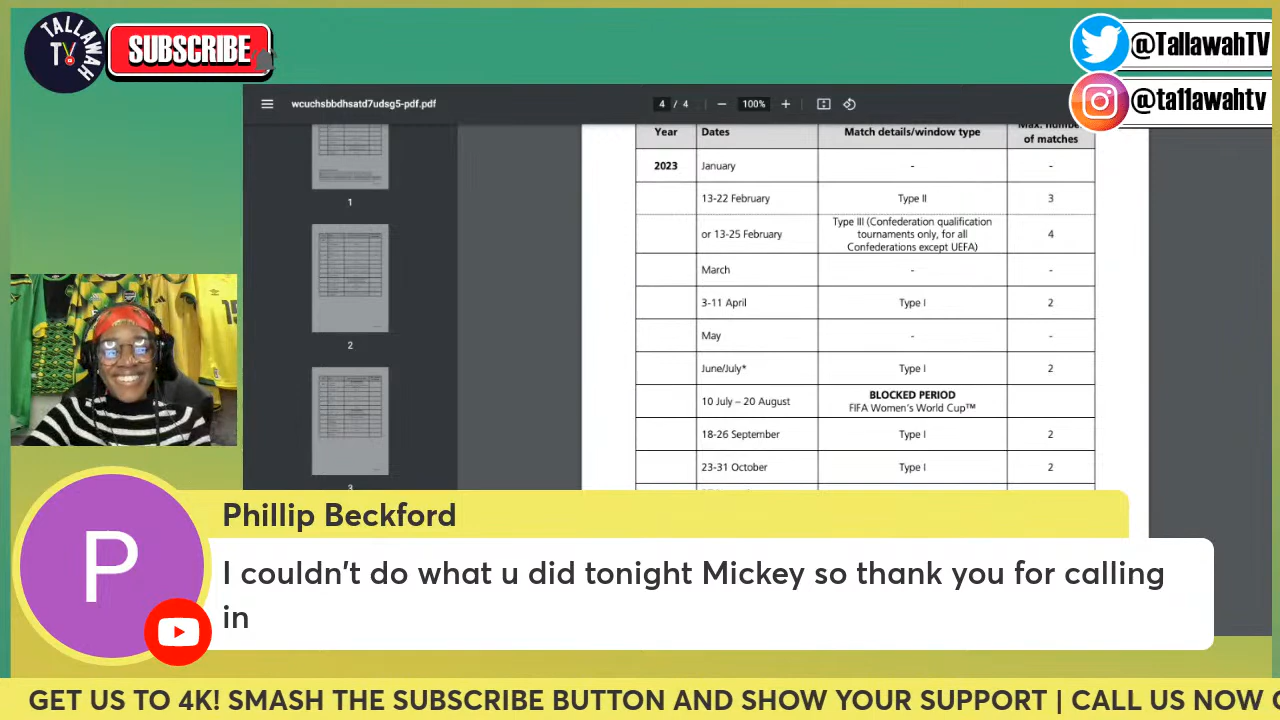 TALLAWAH
TV
SUBSCRIBE
@TallawahTV
@ta11awahtv
wcuchsbbdhsatd7udsg5-pdf.pdf
4 / 4
100%
Year Dates Match details/window type Max. number of matches
2023 January - -
13-22 February Type II 3
or 13-25 February Type III (Confederation qualification tournaments only, for all Confederations except UEFA) 4
March - -
3-11 April Type I 2
May - -
June/July* Type I 2
10 July – 20 August BLOCKED PERIOD FIFA Women's World Cup™
18-26 September Type I 2
23-31 October Type I 2
1
2
3
15
P
Phillip Beckford
I couldn't do what u did tonight Mickey so thank you for calling
in
GET US TO 4K! SMASH THE SUBSCRIBE BUTTON AND SHOW YOUR SUPPORT | CALL US NOW